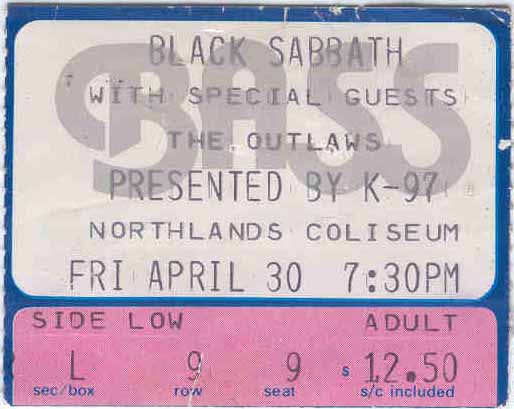 BASS
BLACK SABBATH
WITH SPECIAL GUESTS
THE OUTLAWS
PRESENTED BY K-97
NORTHLANDS COLISEUM
FRI APRIL 30 7:30PM
SIDE LOW ADULT
L 9 9 $ 12.50
sec/box row seat s/c included